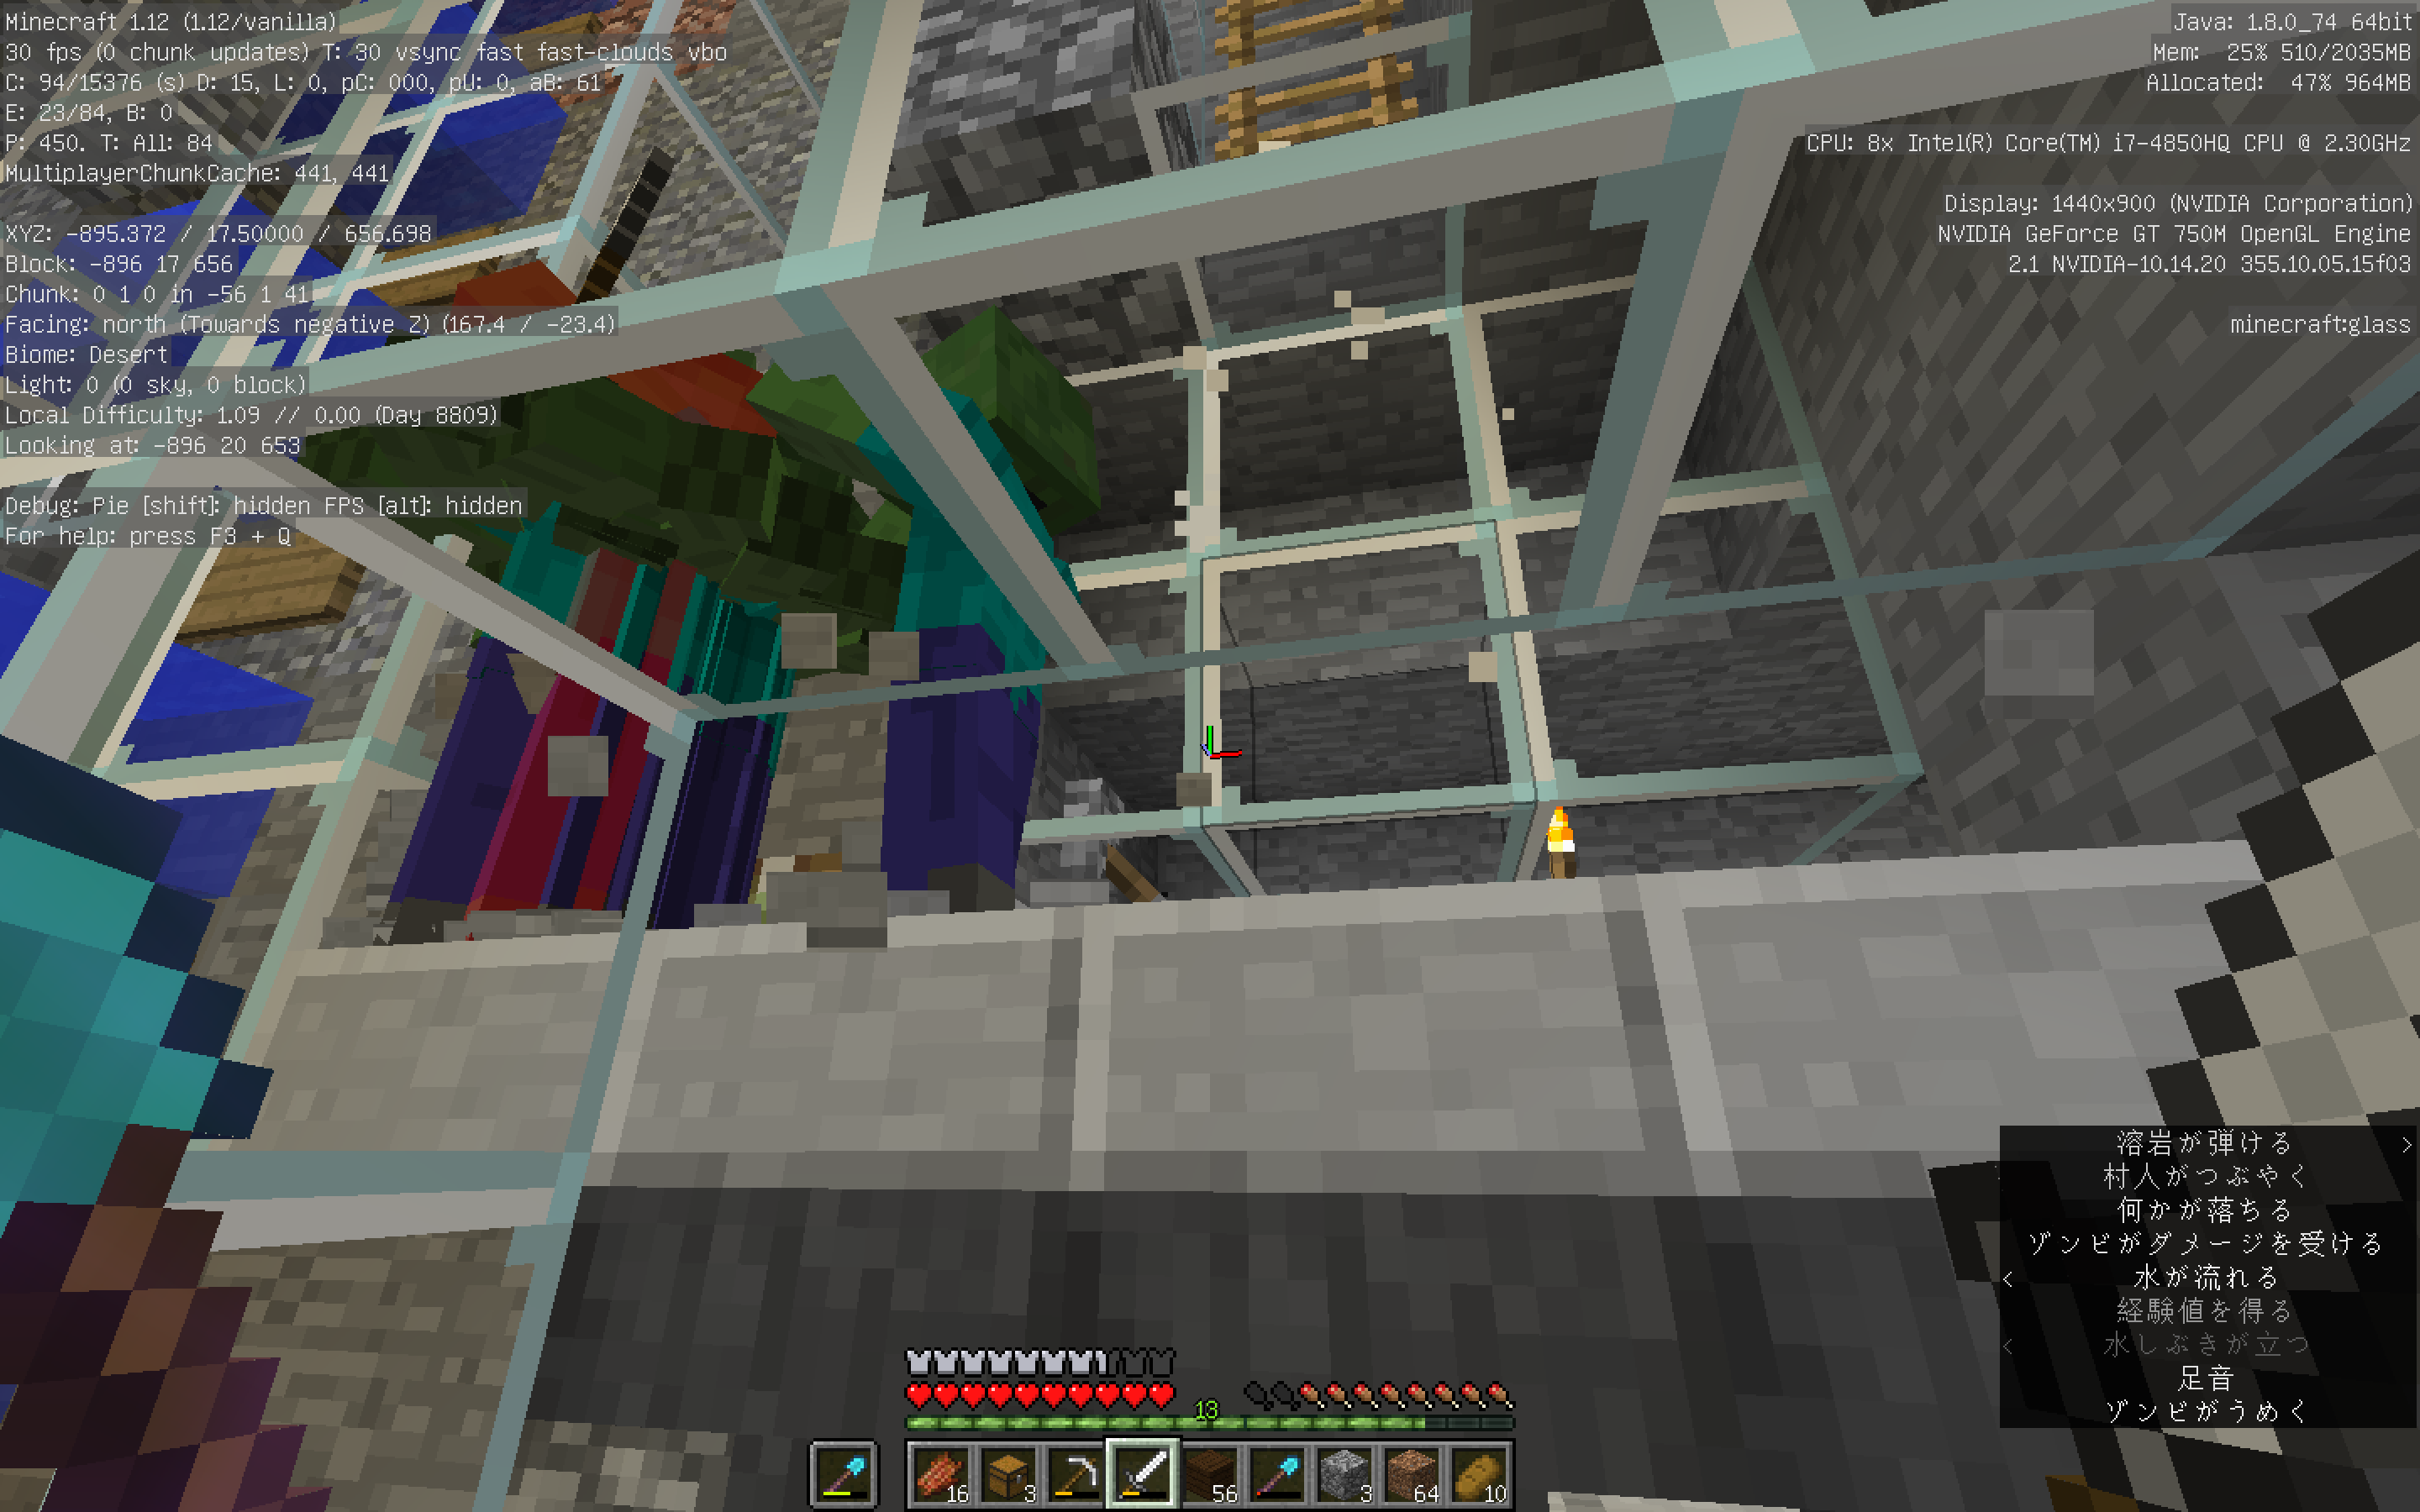 Minecraft 1.12 (1.12/vanilla)
30 fps (0 chunk updates) T: 30 vsync fast fast-clouds vbo
C: 94/15376 (s) D: 15, L: 0, pC: 000, pU: 0, aB: 61
E: 23/84, B: 0
P: 450. T: All: 84
MultiplayerChunkCache: 441, 441
XYZ: -895.372 / 17.50000 / 656.698
Block: -896 17 656
Chunk: 0 1 0 in -56 1 41
Facing: north (Towards negative Z) (167.4 / -23.4)
Biome: Desert
Light: 0 (0 sky, 0 block)
Local Difficulty: 1.09 // 0.00 (Day 8809)
Looking at: -896 20 653
Debug: Pie [shift]: hidden FPS [alt]: hidden
For help: press F3 + Q
Java: 1.8.0_74 64bit
Mem: 25% 510/2035MB
Allocated: 47% 964MB
CPU: 8x Intel(R) Core(TM) i7-4850HQ CPU @ 2.30GHz
Display: 1440x900 (NVIDIA Corporation)
NVIDIA GeForce GT 750M OpenGL Engine
2.1 NVIDIA-10.14.20 355.10.05.15f03
minecraft:glass
溶岩が弾ける >
村人がつぶやく
何かが落ちる
ゾンビがダメージを受ける
< 水が流れる
経験値を得る
< 水しぶきが立つ
足音
ゾンビがうめく
13
16 3 56 3 64 10